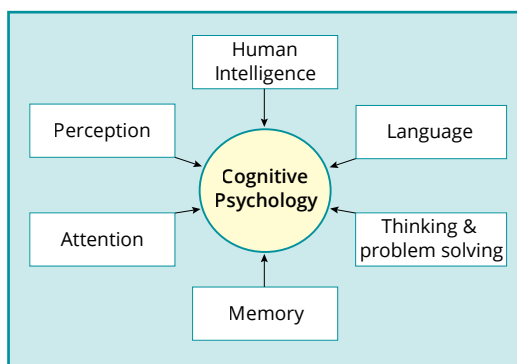 Human
Intelligence
Perception
Language
Cognitive
Psychology
Attention
Thinking &
problem solving
Memory